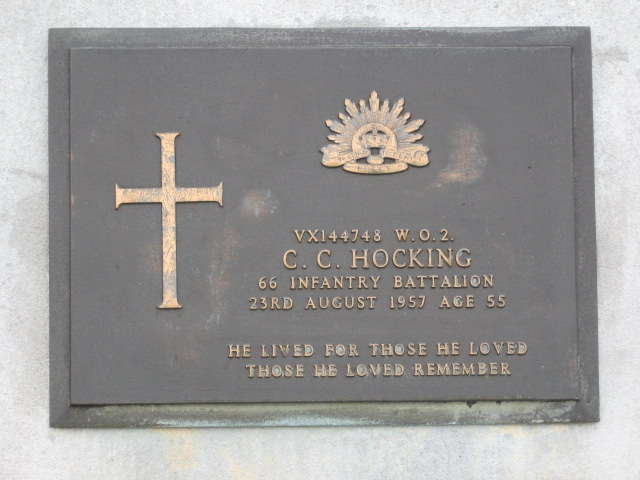 VX144748 W.O.2.
C. C. HOCKING
66 INFANTRY BATTALION
23RD AUGUST 1957 AGE 55
HE LIVED FOR THOSE HE LOVED
THOSE HE LOVED REMEMBER